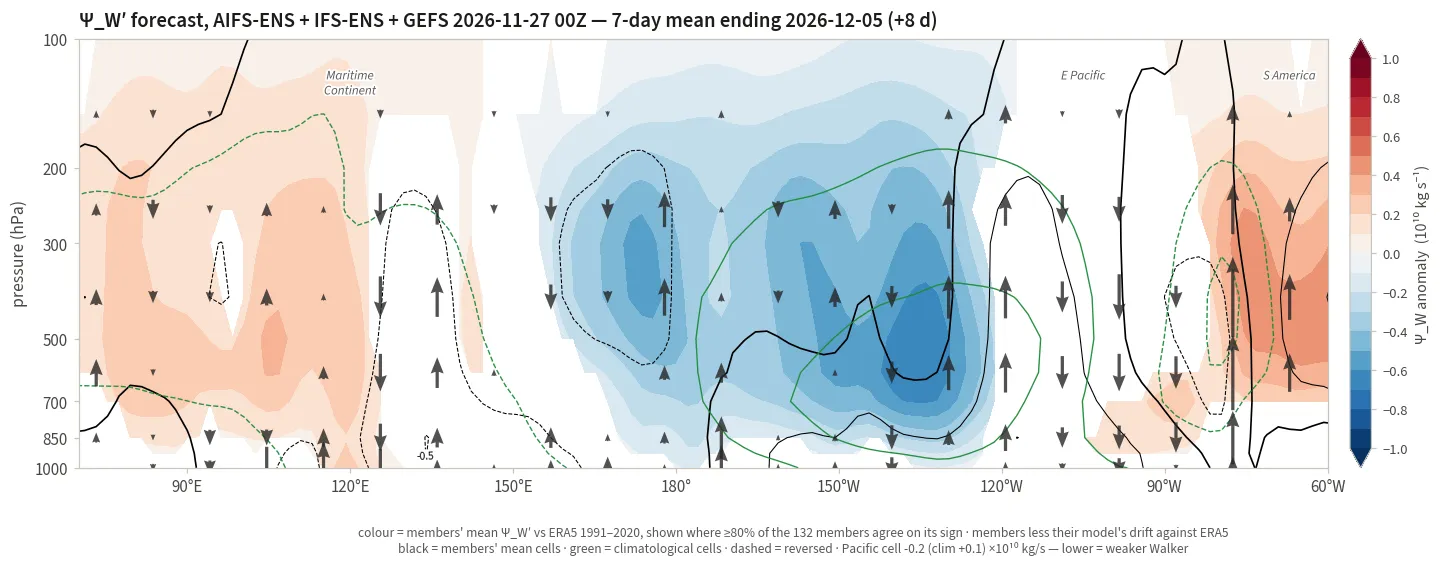 Ψ_W′ forecast, AIFS-ENS + IFS-ENS + GEFS 2026-11-27 00Z — 7-day mean ending 2026-12-05 (+8 d)
Maritime
Continent
E Pacific
S America
pressure (hPa)
100
200
300
400
500
700
850
1000
-0.5
90°E
120°E
150°E
180°
150°W
120°W
90°W
60°W
1.0
0.8
0.6
0.4
0.2
0.0
−0.2
−0.4
−0.6
−0.8
−1.0
Ψ_W anomaly (10¹⁰ kg s⁻¹)
colour = members' mean Ψ_W′ vs ERA5 1991–2020, shown where ≥80% of the 132 members agree on its sign · members less their model's drift against ERA5
black = members' mean cells · green = climatological cells · dashed = reversed · Pacific cell -0.2 (clim +0.1) ×10¹⁰ kg/s — lower = weaker Walker